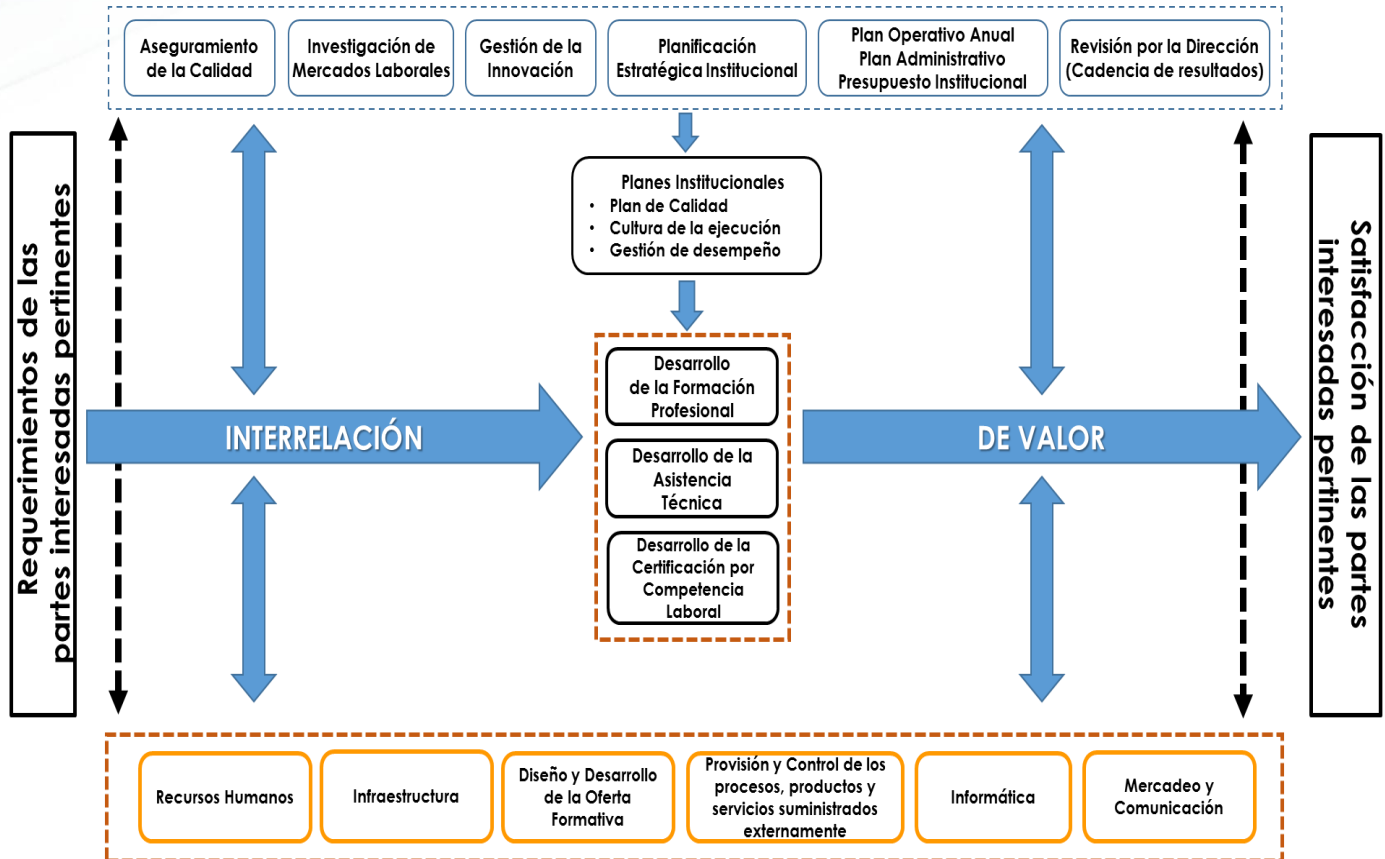 Aseguramiento
de la Calidad
Investigación de
Mercados Laborales
Gestión de la
Innovación
Planificación
Estratégica Institucional
Plan Operativo Anual
Plan Administrativo
Presupuesto Institucional
Revisión por la Dirección
(Cadencia de resultados)
Requerimientos de las
partes interesadas pertinentes
Planes Institucionales
• Plan de Calidad
• Cultura de la ejecución
• Gestión de desempeño
INTERRELACIÓN
Desarrollo
de la Formación
Profesional
Desarrollo de la
Asistencia
Técnica
Desarrollo de la
Certificación por
Competencia
Laboral
DE VALOR
Satisfacción de las partes
interesadas pertinentes
Recursos Humanos
Infraestructura
Diseño y Desarrollo
de la Oferta
Formativa
Provisión y Control de los
procesos, productos y
servicios suministrados
externamente
Informática
Mercadeo y
Comunicación